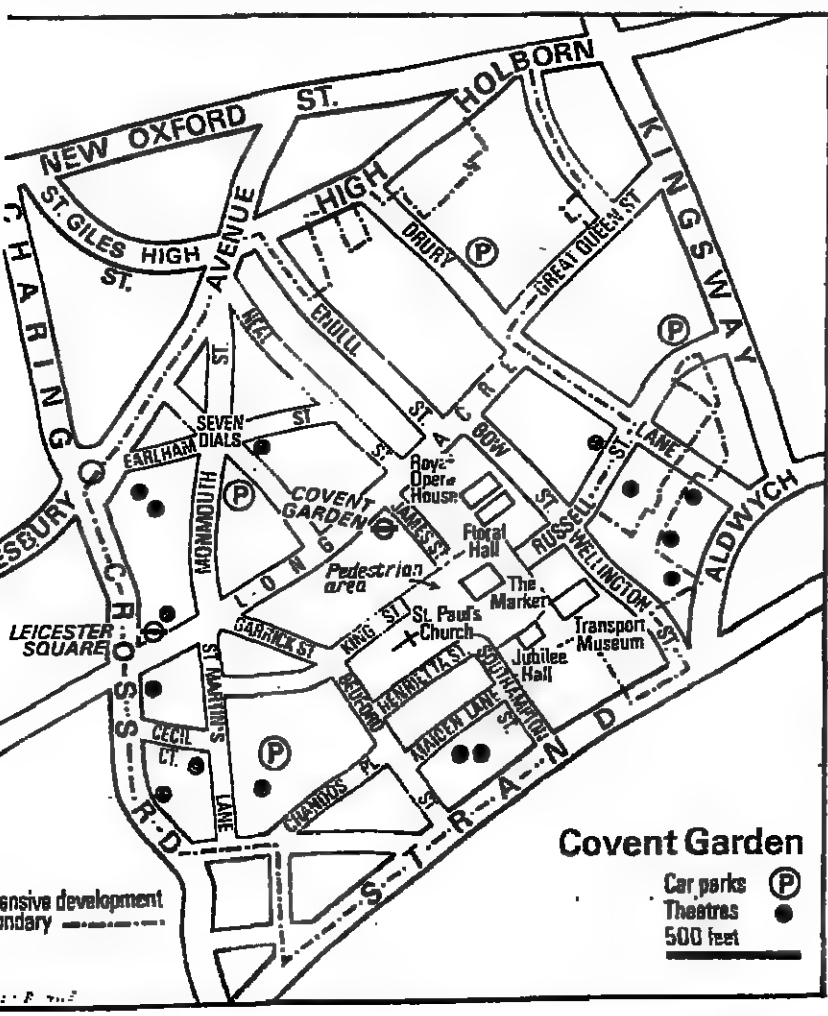 HOLBORN
NEW OXFORD ST.
KINGSWAY
HIGH
ST. GILES HIGH ST.
AVENUE
CHARING CROSS RD
DRURY LANE
GREAT QUEEN ST
P
P
NEAL ST
ENDELL ST.
SEVEN DIALS
EARLHAM ST
LONG ACRE
BOW ST.
Royal Opera House
P
COVENT GARDEN
JAMES ST
RUSSELL ST.
Floral Hall
ALDWYCH
ESBURY
MONMOUTH ST.
WELLINGTON ST.
Pedestrian area
The Market
KING ST
St. Paul's Church
Transport Museum
GARRICK ST
LEICESTER SQUARE
Jubilee Hall
ST MARTIN'S LANE
HENRIETTA ST.
SOUTHAMPTON ST.
BEDFORD ST
MAIDEN LANE
CECIL CT.
P
CHANDOS PL
STRAND
Covent Garden
Car parks P
Theatres
500 feet
ensive development
ndary